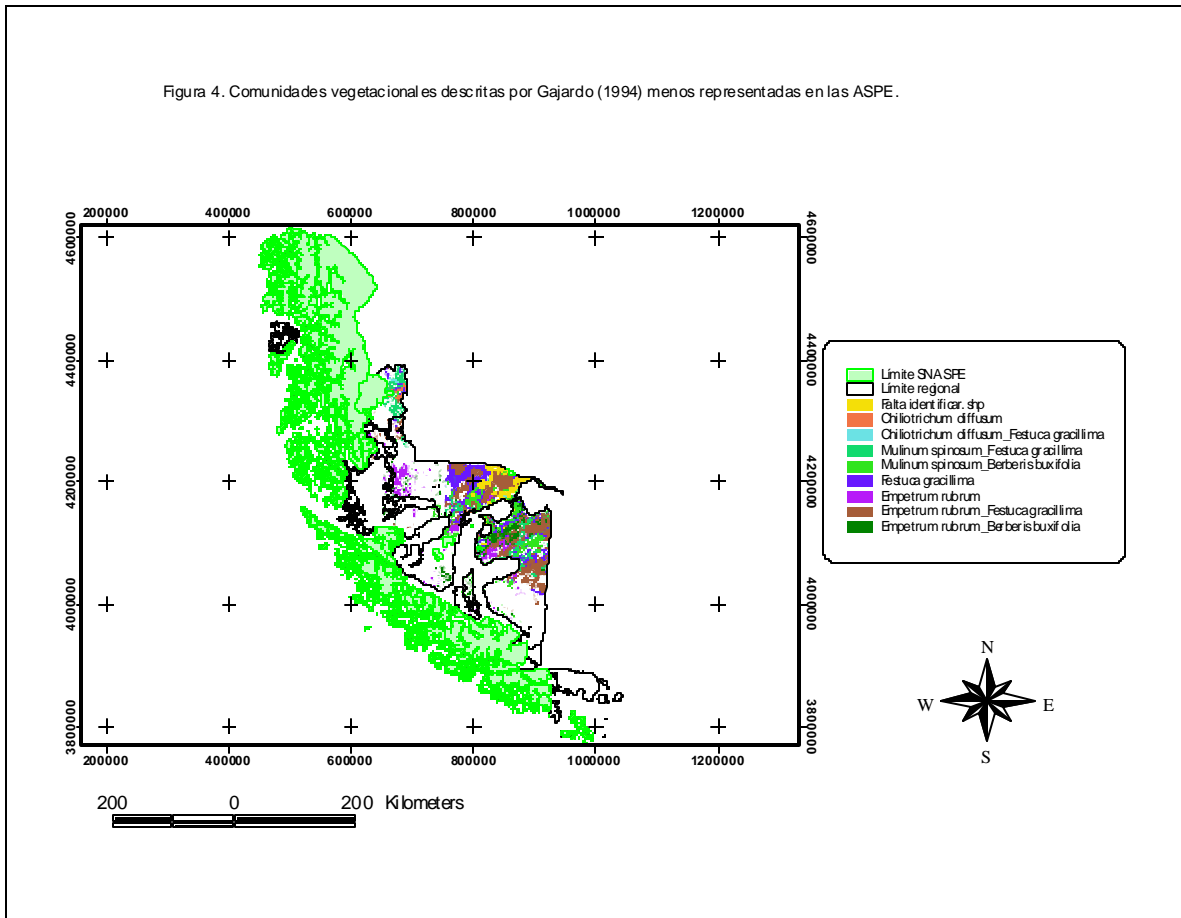 Figura 4. Comunidades vegetacionales descritas por Gajardo (1994) menos representadas en las ASPE.
200000 400000 600000 800000 1000000 1200000
4600000 4600000
4400000 4400000
4200000 4200000
4000000 4000000
3800000 3800000
200000 400000 600000 800000 1000000 1200000
Límite SNASPE
Límite regional
Falta identificar.shp
Chiliotrichum diffusum
Chiliotrichum diffusum_Festuca gracillima
Mulinum spinosum_Festuca gracillima
Mulinum spinosum_Berberis buxifolia
Festuca gracillima
Empetrum rubrum
Empetrum rubrum_Festuca gracillima
Empetrum rubrum_Berberis buxifolia
N
W E
S
200 0 200 Kilometers